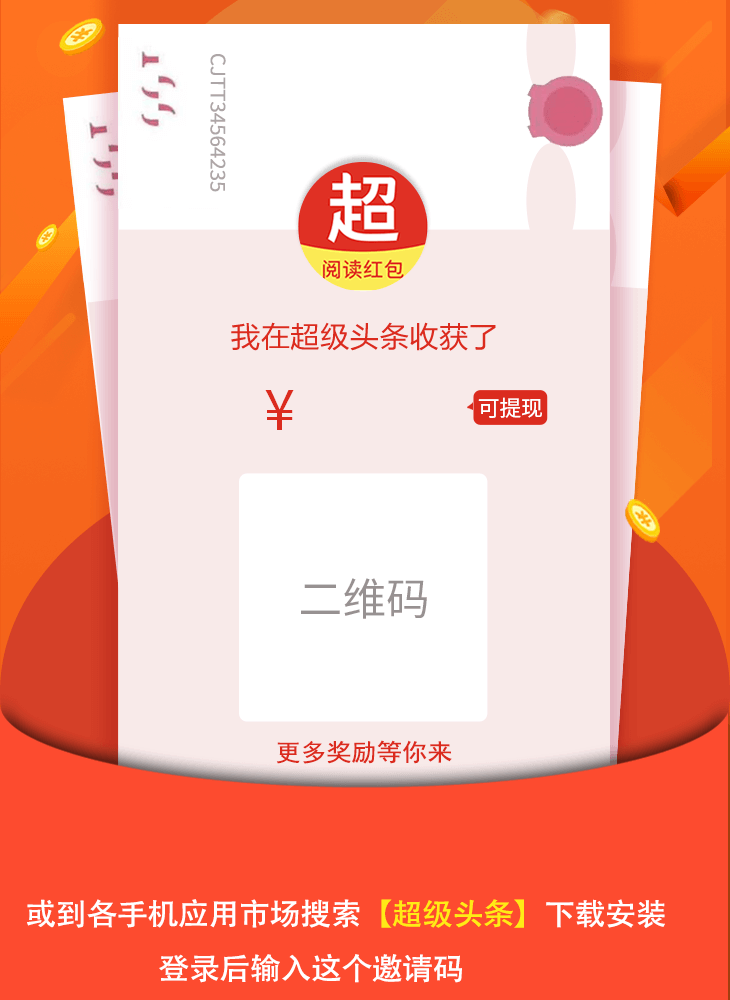 CJTT34564235
超
阅读红包
我在超级头条收获了
¥
可提现
二维码
更多奖励等你来
或到各手机应用市场搜索【超级头条】下载安装
登录后输入这个邀请码